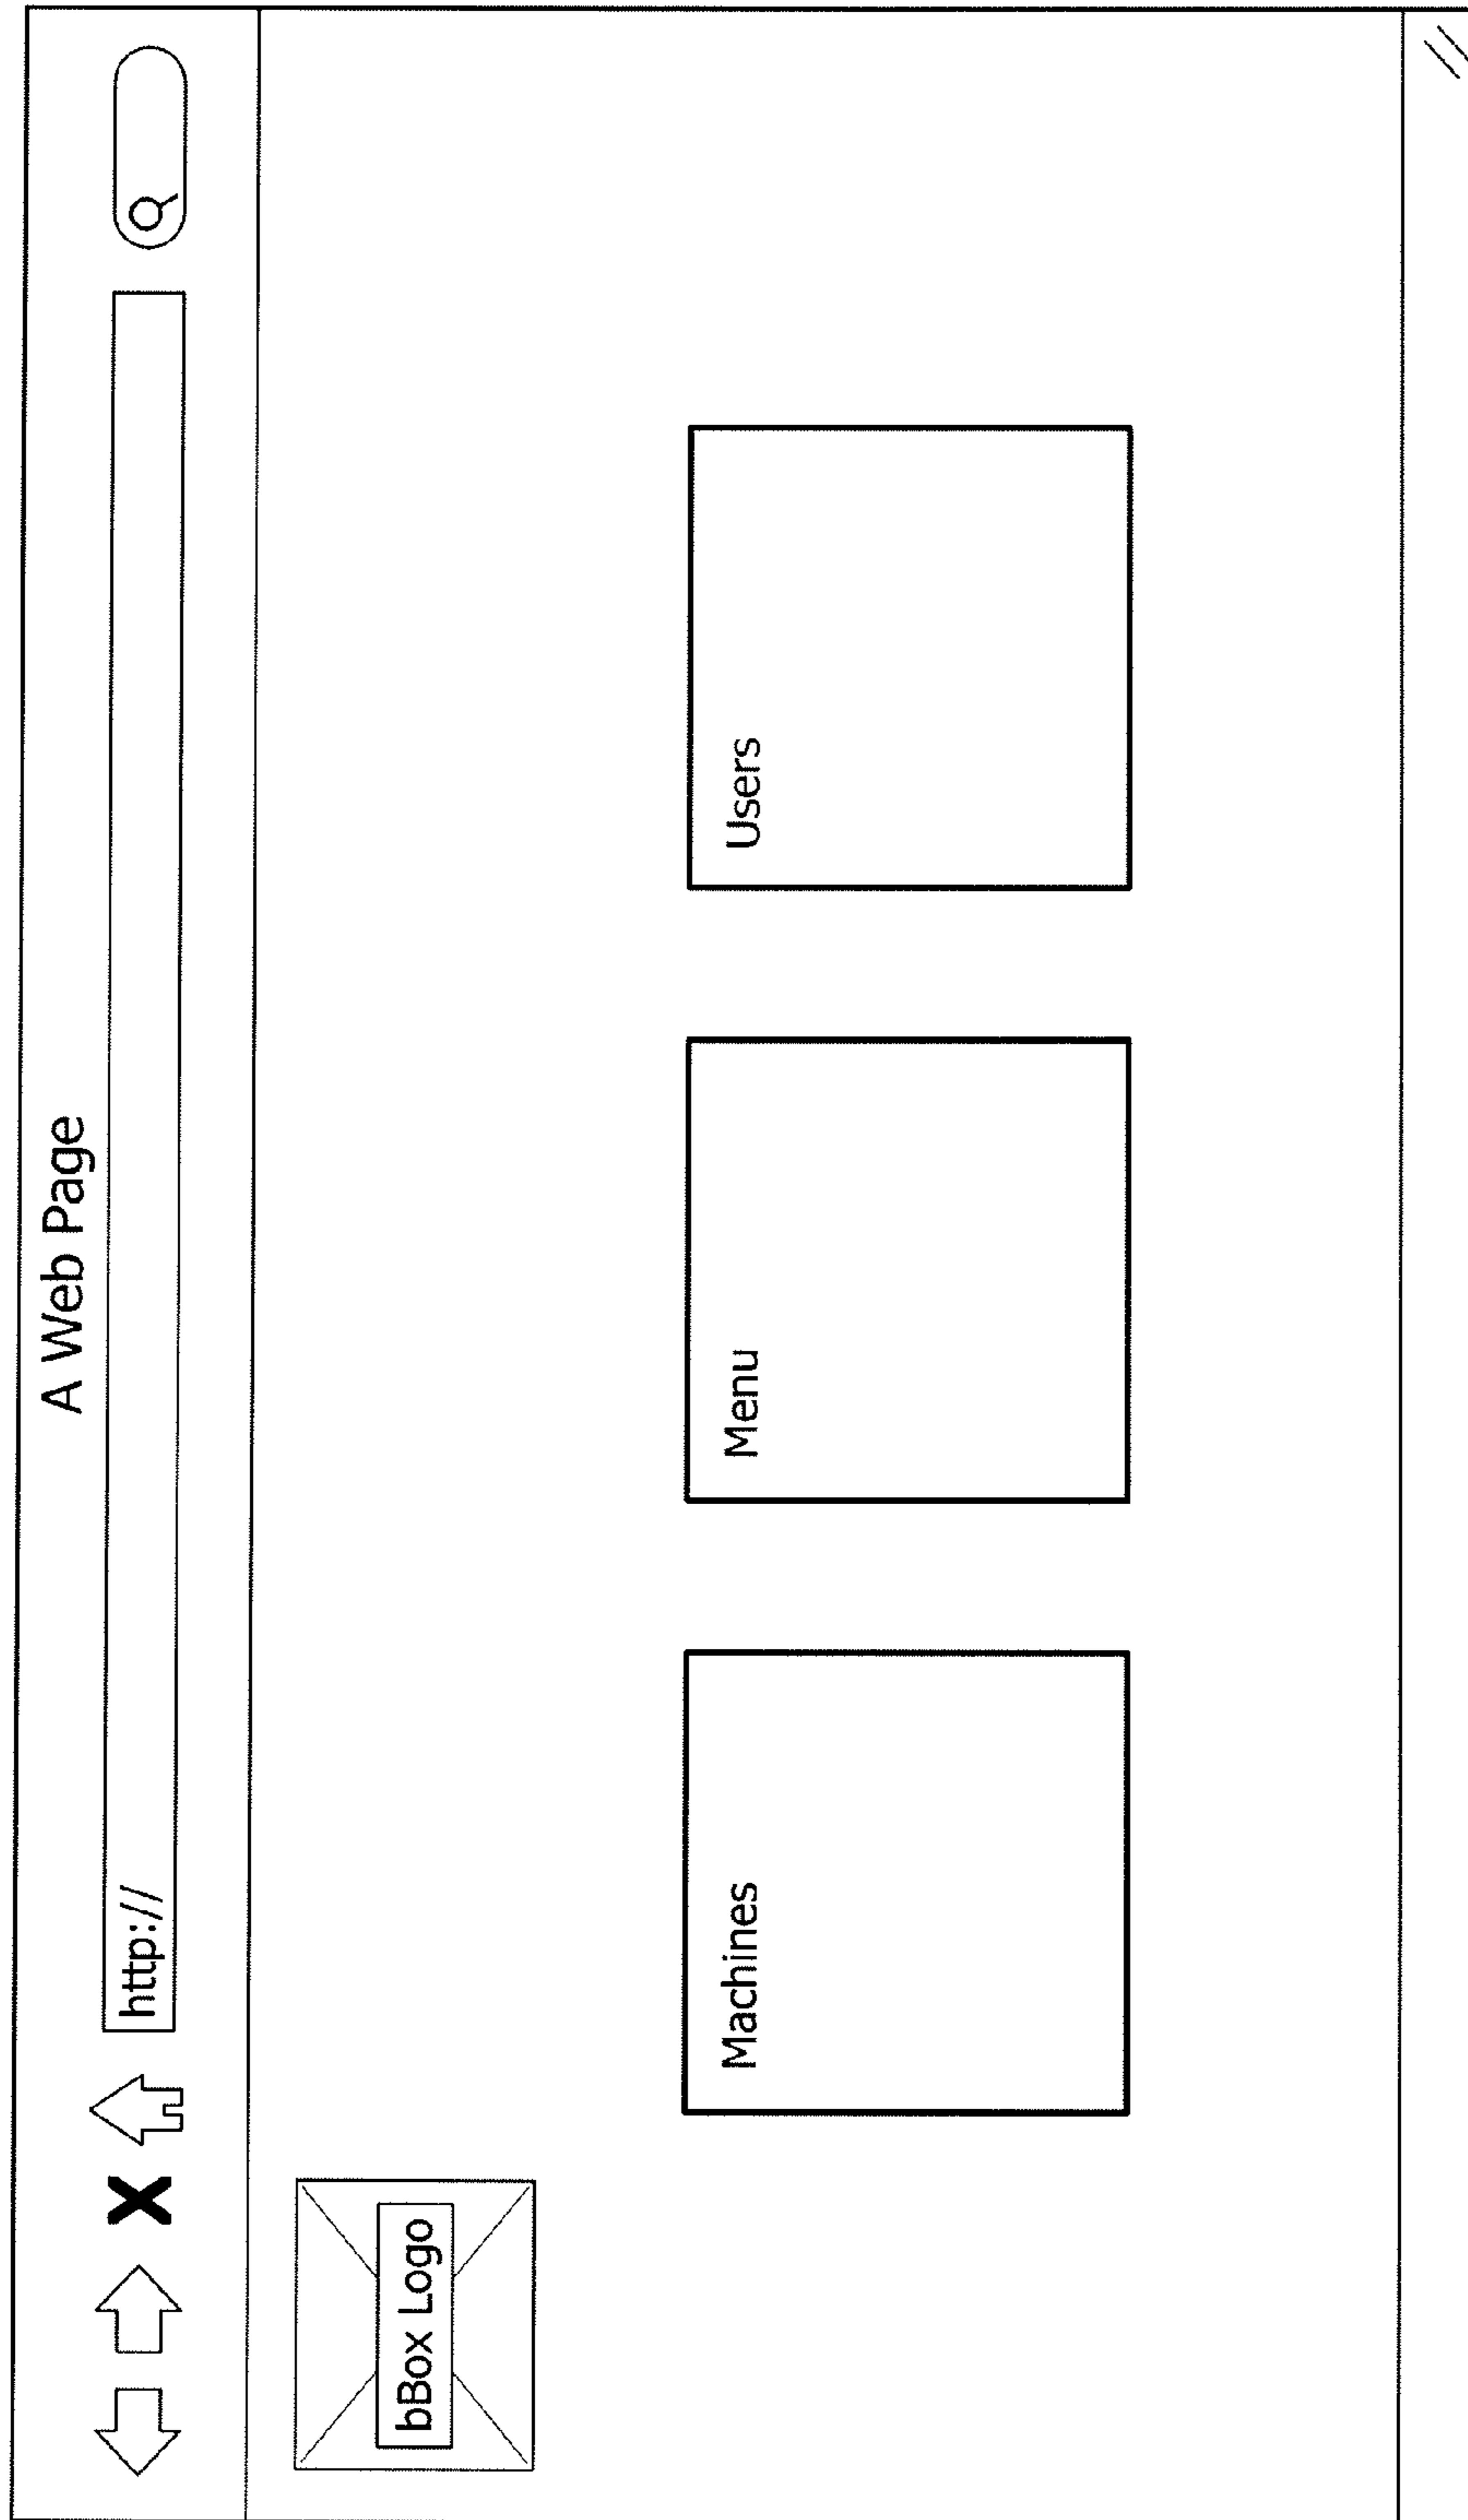 A Web Page
http://
bBox Logo
Machines
Menu
Users